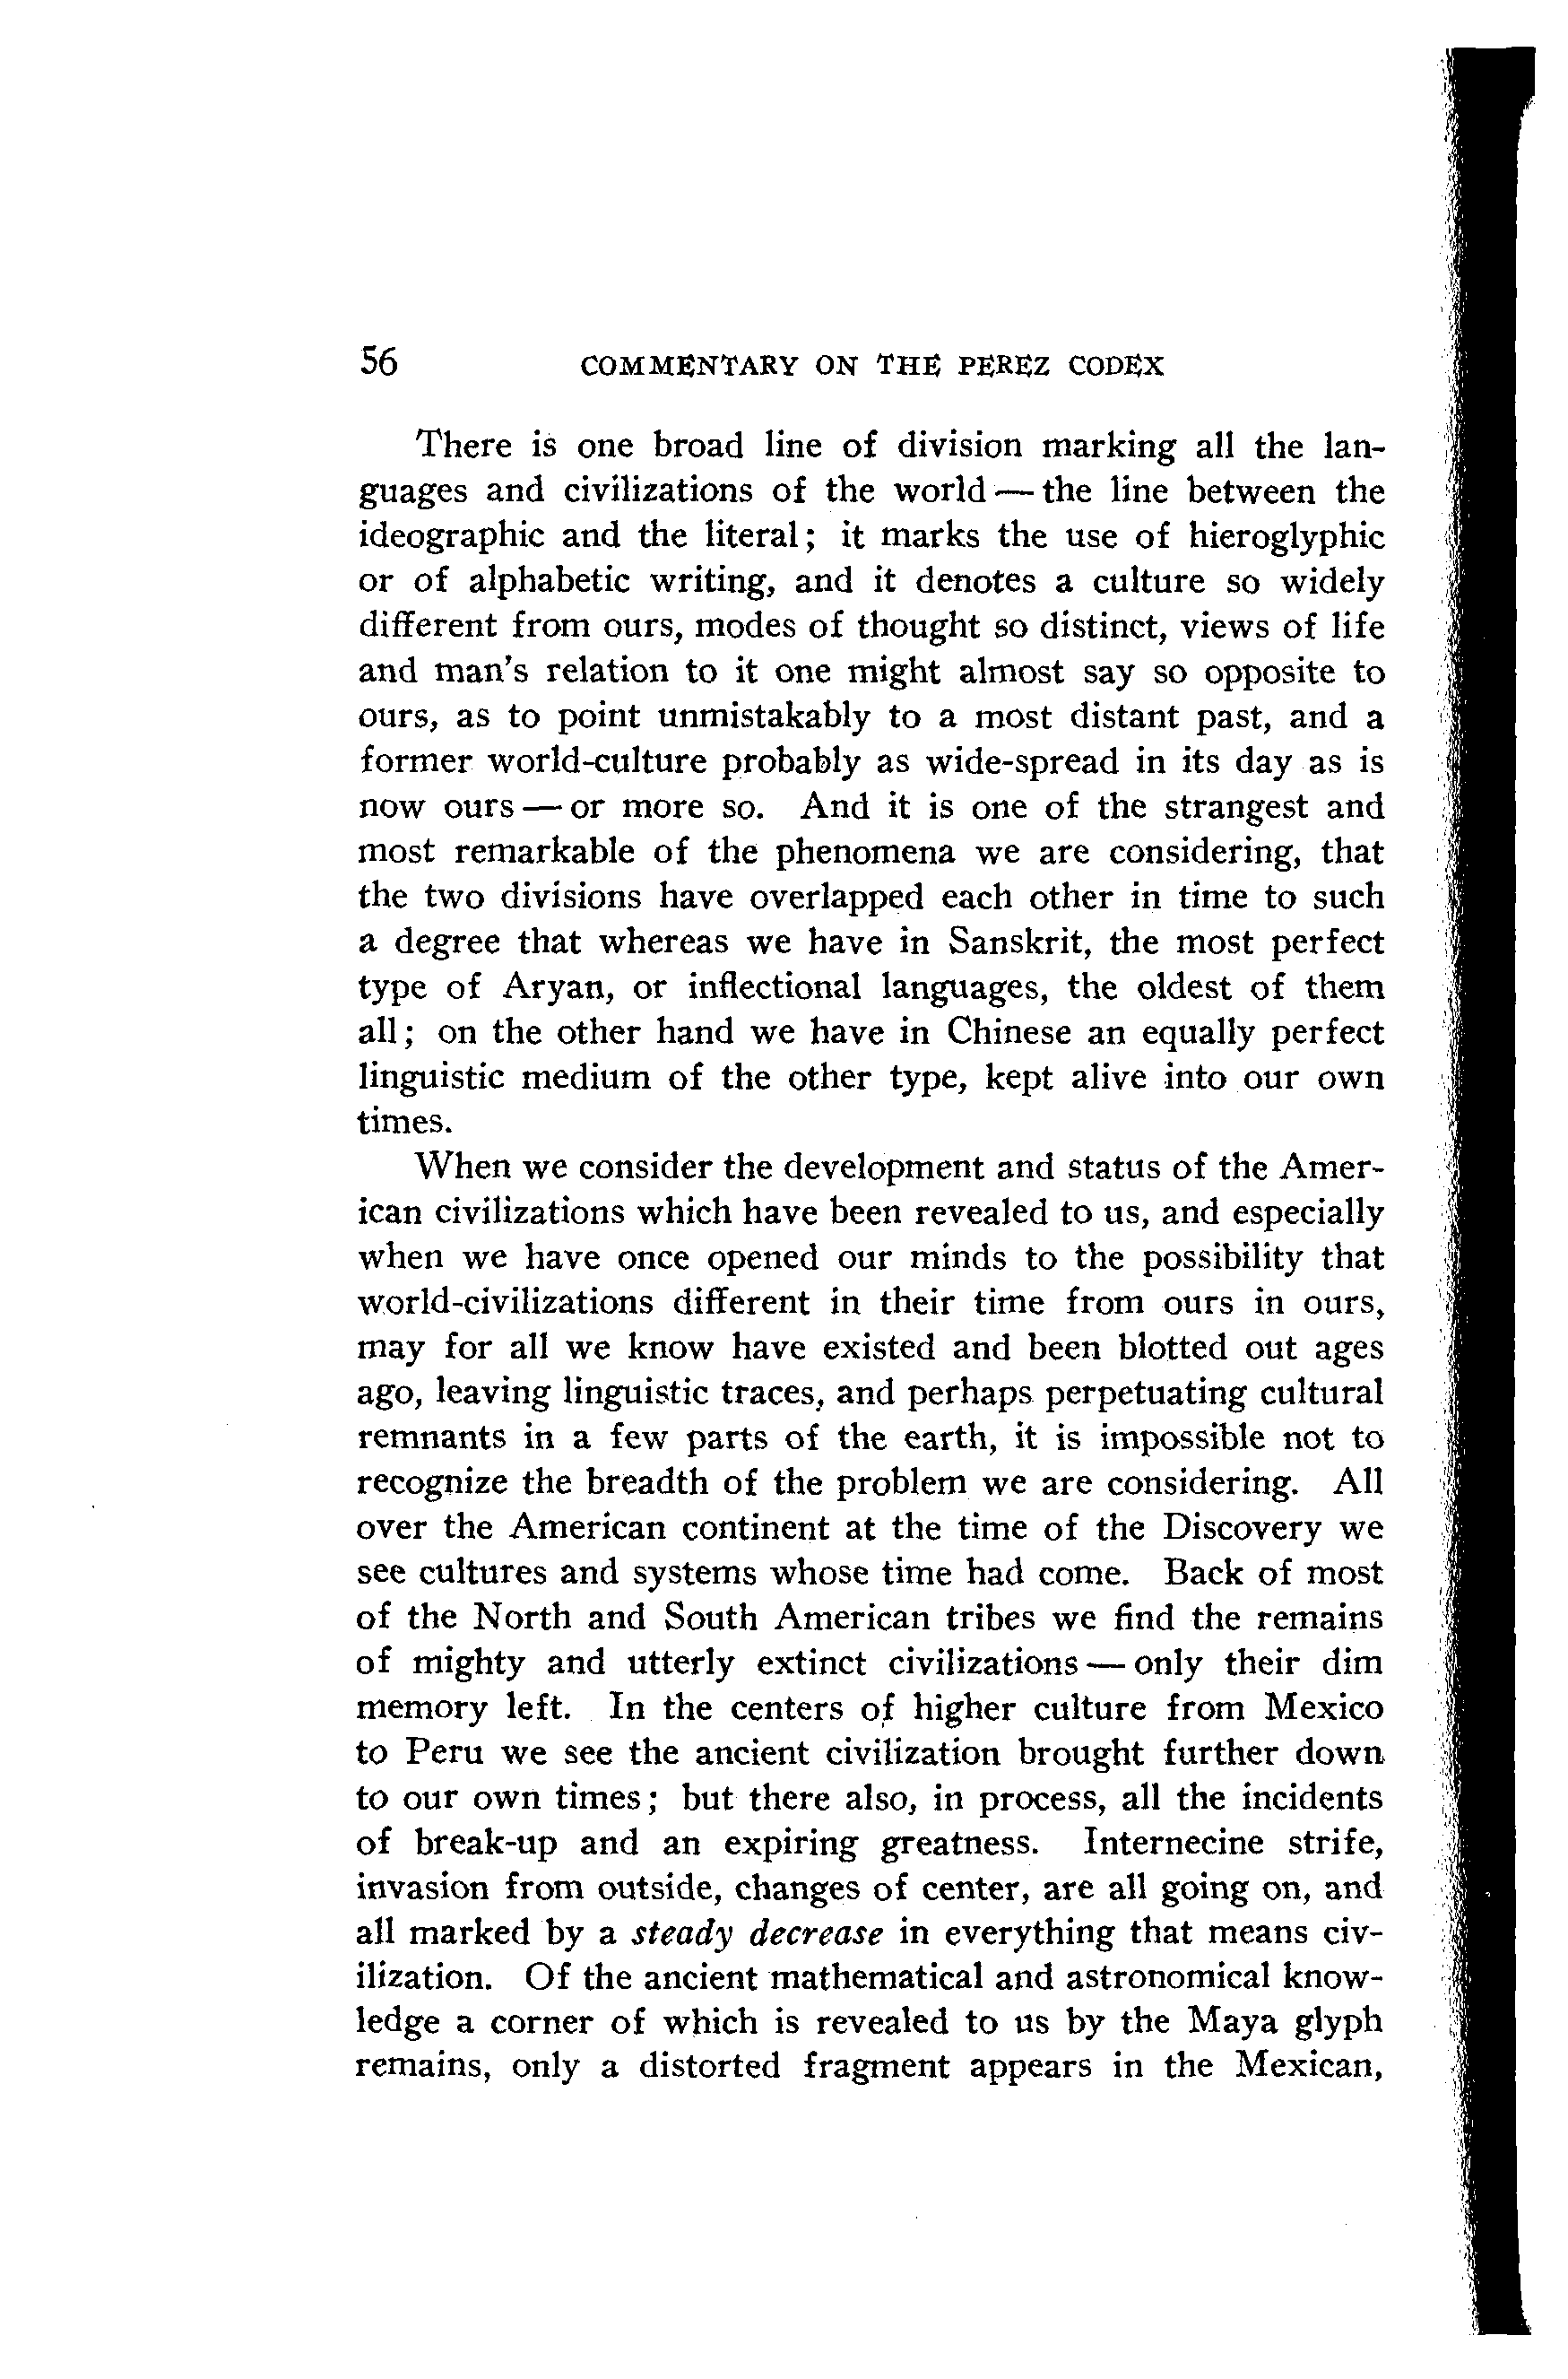 56 COMMENTARY ON THE PEREZ CODEX
There is one broad line of division marking all the lan-
guages and civilizations of the world — the line between the
ideographic and the literal; it marks the use of hieroglyphic
or of alphabetic writing, and it denotes a culture so widely
different from ours, modes of thought so distinct, views of life
and man's relation to it one might almost say so opposite to
ours, as to point unmistakably to a most distant past, and a
former world-culture probably as wide-spread in its day as is
now ours — or more so. And it is one of the strangest and
most remarkable of the phenomena we are considering, that
the two divisions have overlapped each other in time to such
a degree that whereas we have in Sanskrit, the most perfect
type of Aryan, or inflectional languages, the oldest of them
all; on the other hand we have in Chinese an equally perfect
linguistic medium of the other type, kept alive into our own
times.
When we consider the development and status of the Amer-
ican civilizations which have been revealed to us, and especially
when we have once opened our minds to the possibility that
world-civilizations different in their time from ours in ours,
may for all we know have existed and been blotted out ages
ago, leaving linguistic traces, and perhaps perpetuating cultural
remnants in a few parts of the earth, it is impossible not to
recognize the breadth of the problem we are considering. All
over the American continent at the time of the Discovery we
see cultures and systems whose time had come. Back of most
of the North and South American tribes we find the remains
of mighty and utterly extinct civilizations — only their dim
memory left. In the centers of higher culture from Mexico
to Peru we see the ancient civilization brought further down
to our own times; but there also, in process, all the incidents
of break-up and an expiring greatness. Internecine strife,
invasion from outside, changes of center, are all going on, and
all marked by a steady decrease in everything that means civ-
ilization. Of the ancient mathematical and astronomical know-
ledge a corner of which is revealed to us by the Maya glyph
remains, only a distorted fragment appears in the Mexican,